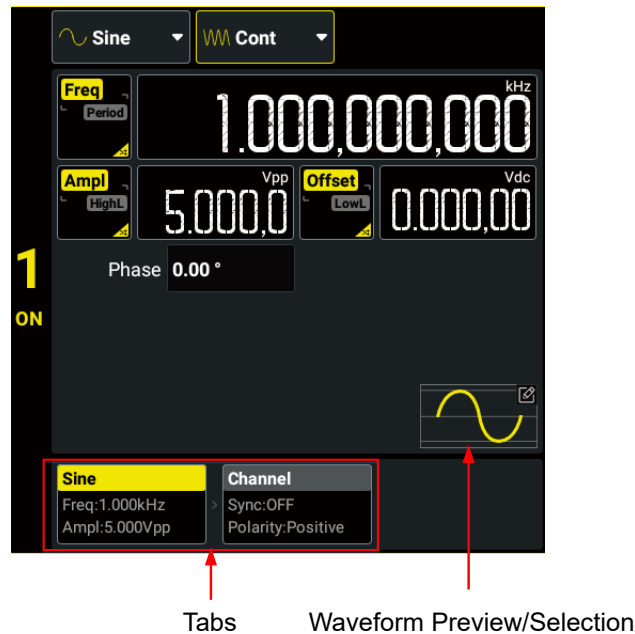 Sine
Cont
Freq
Period
kHz
1.000,000,000
Ampl
HighL
Vpp
5.000,0
Offset
LowL
Vdc
0.000,00
1
ON
Phase 0.00 °
Sine
Freq:1.000kHz
Ampl:5.000Vpp
>
Channel
Sync:OFF
Polarity:Positive
Tabs
Waveform Preview/Selection